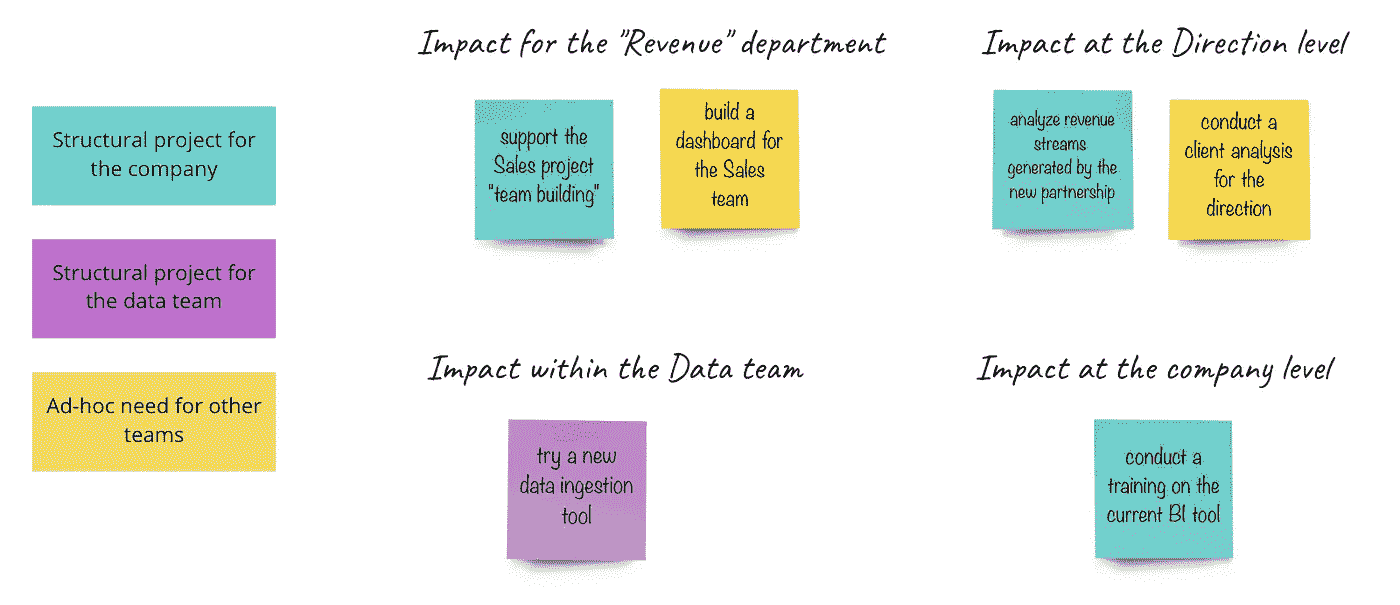 Structural project for
the company
Structural project for
the data team
Ad-hoc need for other
teams
Impact for the "Revenue" department
support the
Sales project
"team building"
build a
dashboard for
the Sales
team
Impact at the Direction level
analyze revenue
streams
generated by the
new partnership
conduct a
client analysis
for the
direction
Impact within the Data team
try a new
data ingestion
tool
Impact at the company level
conduct a
training on the
current BI tool